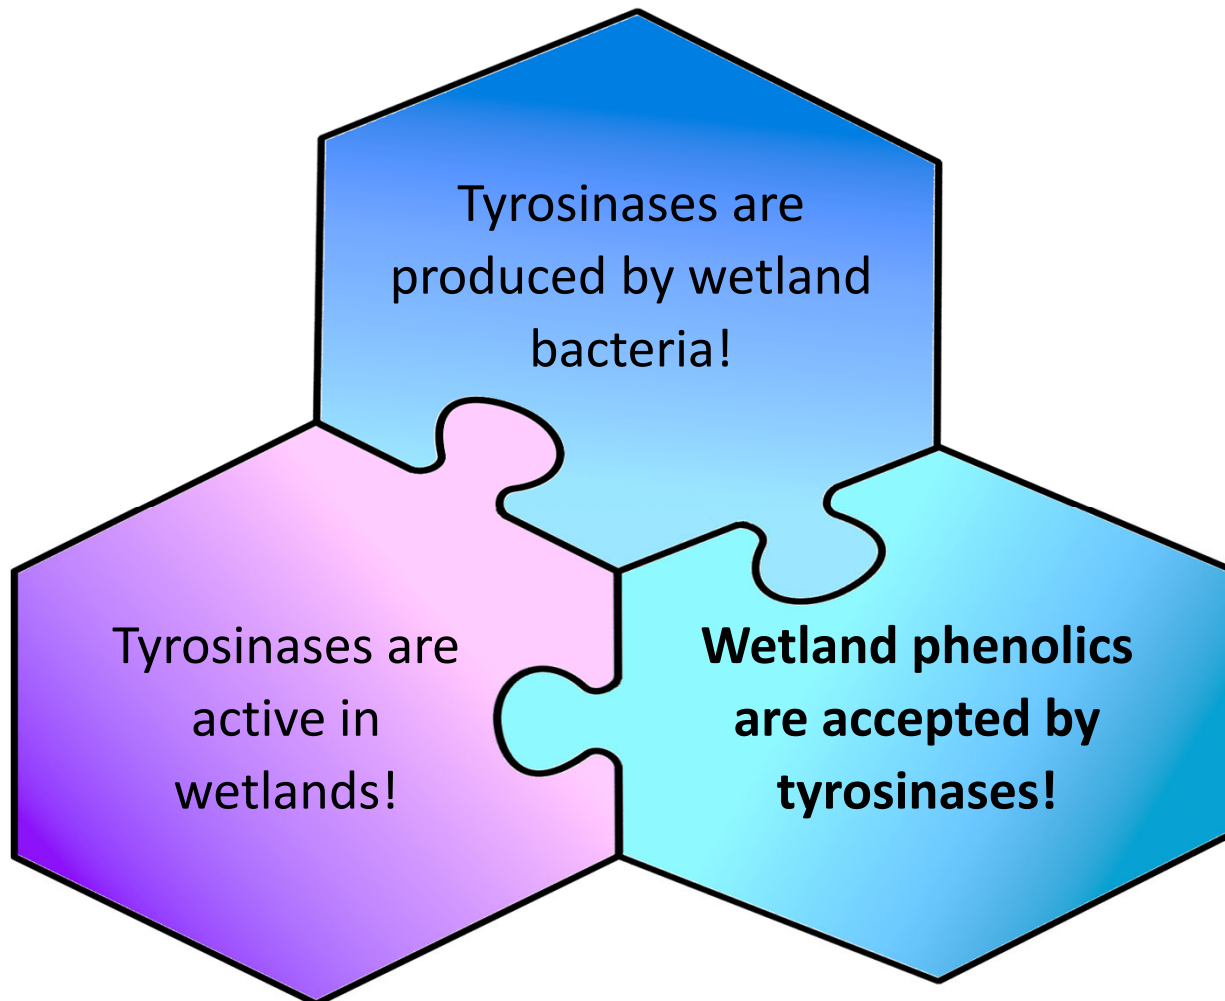 Tyrosinases are
produced by wetland
bacteria!
Tyrosinases are
active in
wetlands!
Wetland phenolics
are accepted by
tyrosinases!